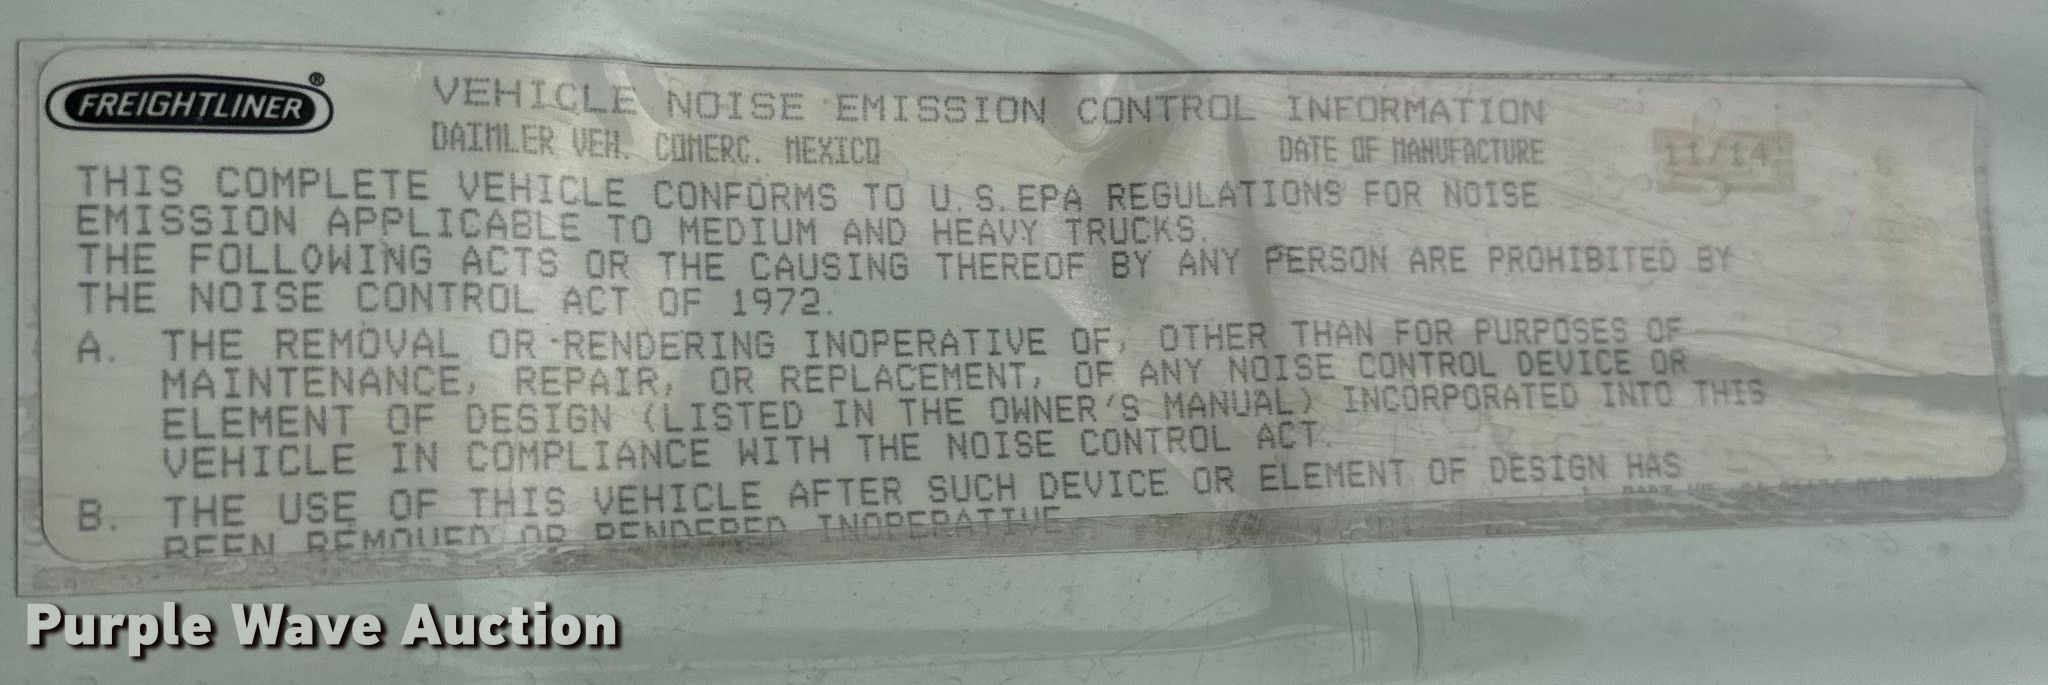 FREIGHTLINER®
VEHICLE NOISE EMISSION CONTROL INFORMATION
DAIMLER VEH. COMERC. MEXICO DATE OF MANUFACTURE 11/14
THIS COMPLETE VEHICLE CONFORMS TO U.S.EPA REGULATIONS FOR NOISE
EMISSION APPLICABLE TO MEDIUM AND HEAVY TRUCKS.
THE FOLLOWING ACTS OR THE CAUSING THEREOF BY ANY PERSON ARE PROHIBITED BY
THE NOISE CONTROL ACT OF 1972.
A. THE REMOVAL OR RENDERING INOPERATIVE OF, OTHER THAN FOR PURPOSES OF
MAINTENANCE, REPAIR, OR REPLACEMENT, OF ANY NOISE CONTROL DEVICE OR
ELEMENT OF DESIGN (LISTED IN THE OWNER'S MANUAL) INCORPORATED INTO THIS
VEHICLE IN COMPLIANCE WITH THE NOISE CONTROL ACT.
B. THE USE OF THIS VEHICLE AFTER SUCH DEVICE OR ELEMENT OF DESIGN HAS
BEEN REMOVED OR RENDERED INOPERATIVE
Purple Wave Auction